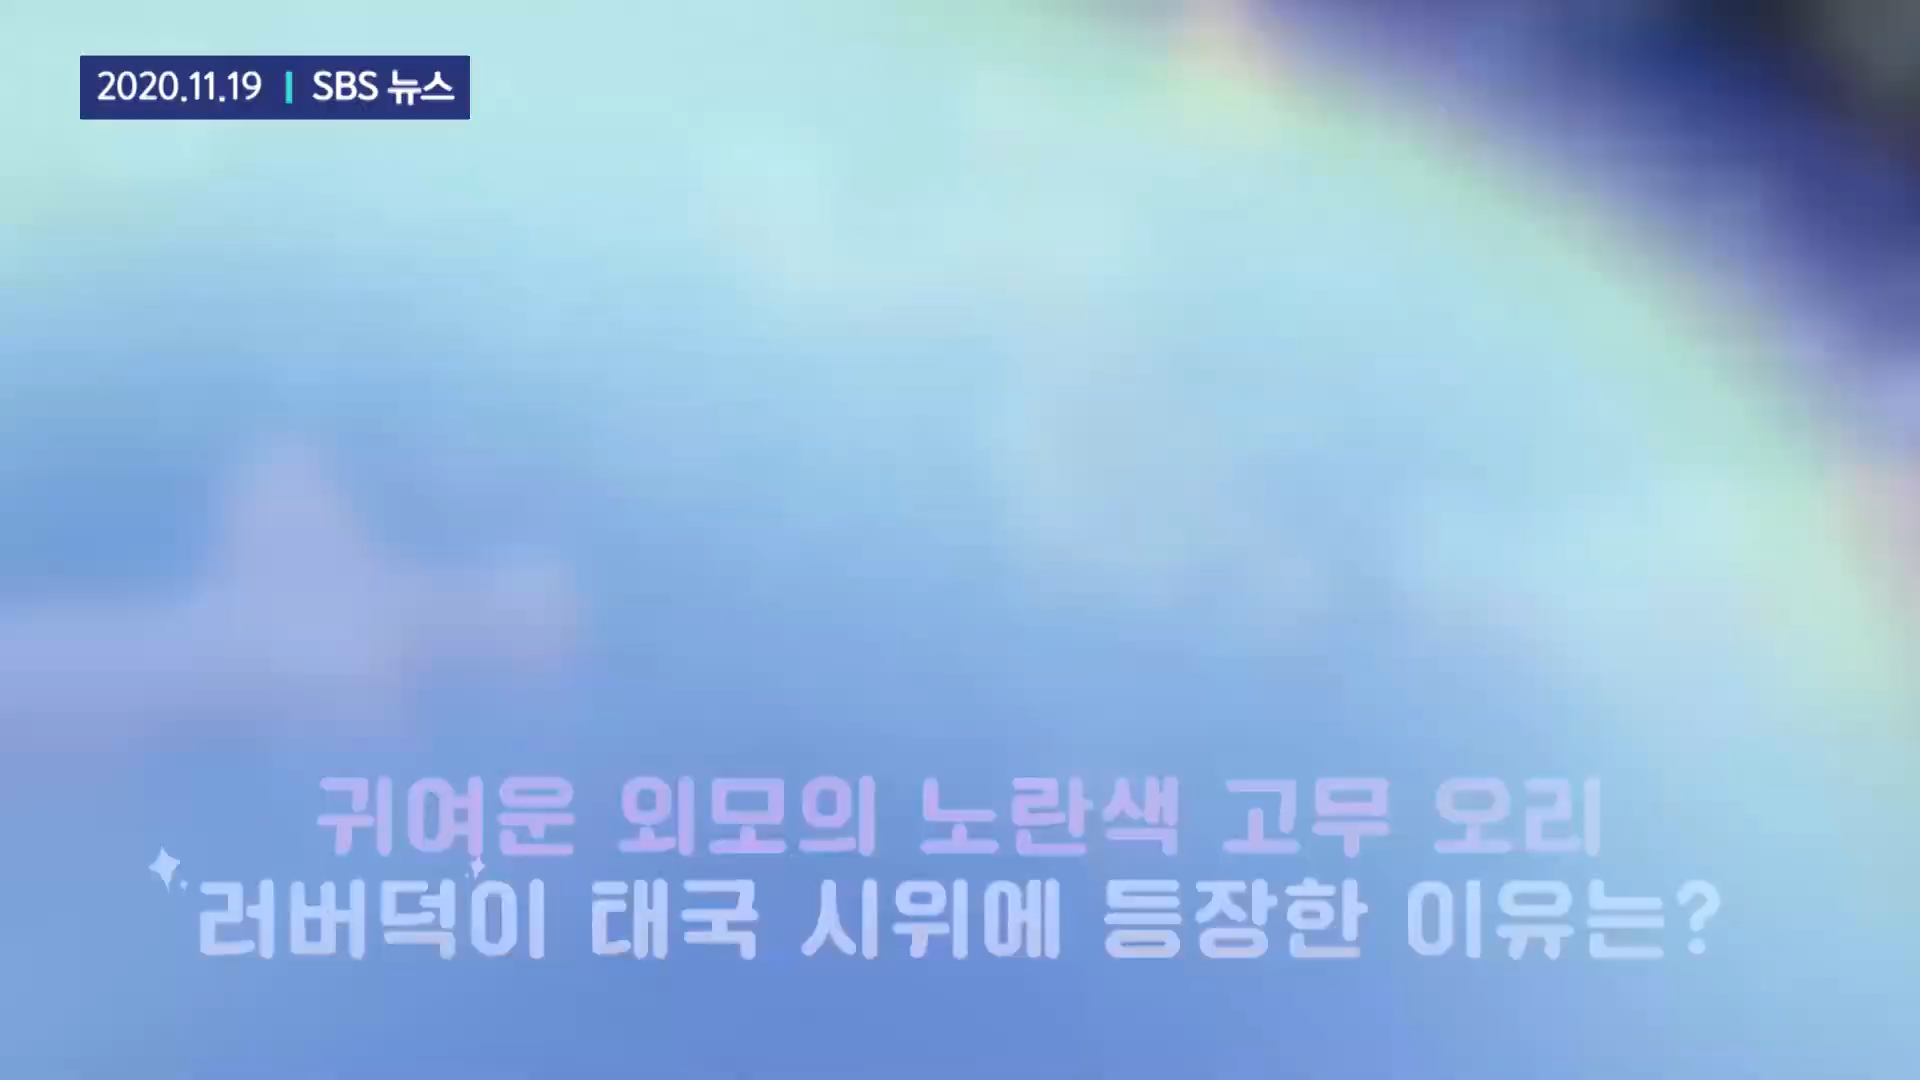 2020.11.19 | SBS 뉴스
귀여운 외모의 노란색 고무 오리
러버덕이 태국 시위에 등장한 이유는?